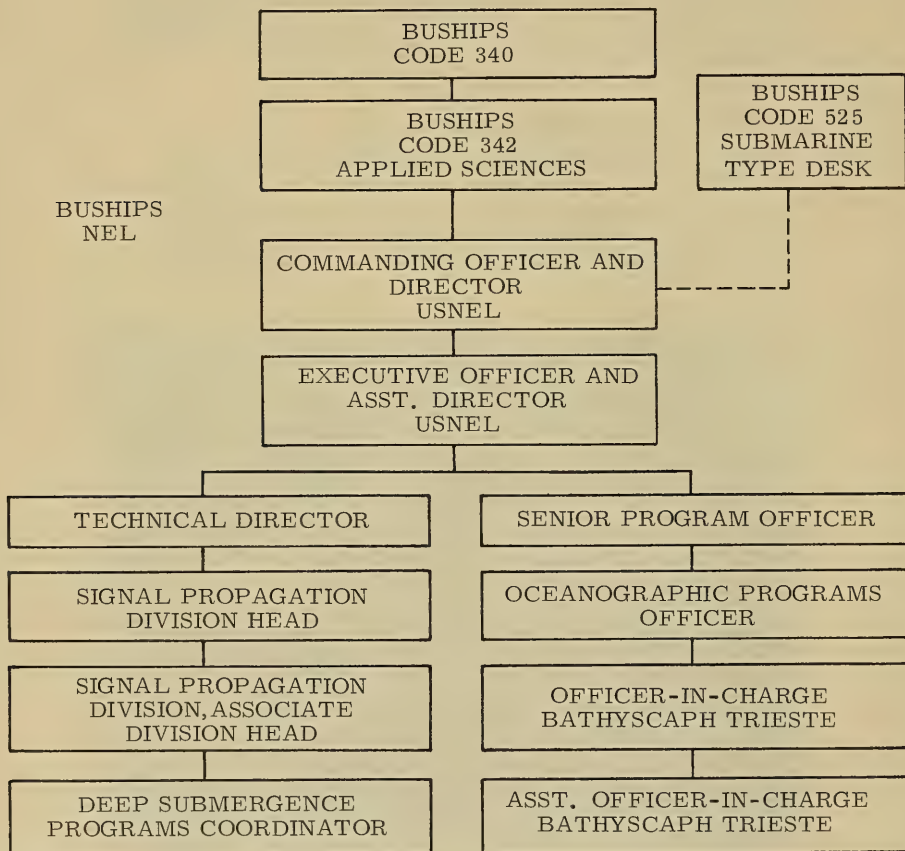 BUSHIPS
CODE 340
BUSHIPS
CODE 342
APPLIED SCIENCES
BUSHIPS
CODE 525
SUBMARINE
TYPE DESK
BUSHIPS
NEL
COMMANDING OFFICER AND
DIRECTOR
USNEL
EXECUTIVE OFFICER AND
ASST. DIRECTOR
USNEL
TECHNICAL DIRECTOR
SIGNAL PROPAGATION
DIVISION HEAD
SIGNAL PROPAGATION
DIVISION, ASSOCIATE
DIVISION HEAD
DEEP SUBMERGENCE
PROGRAMS COORDINATOR
SENIOR PROGRAM OFFICER
OCEANOGRAPHIC PROGRAMS
OFFICER
OFFICER-IN-CHARGE
BATHYSCAPH TRIESTE
ASST. OFFICER-IN-CHARGE
BATHYSCAPH TRIESTE